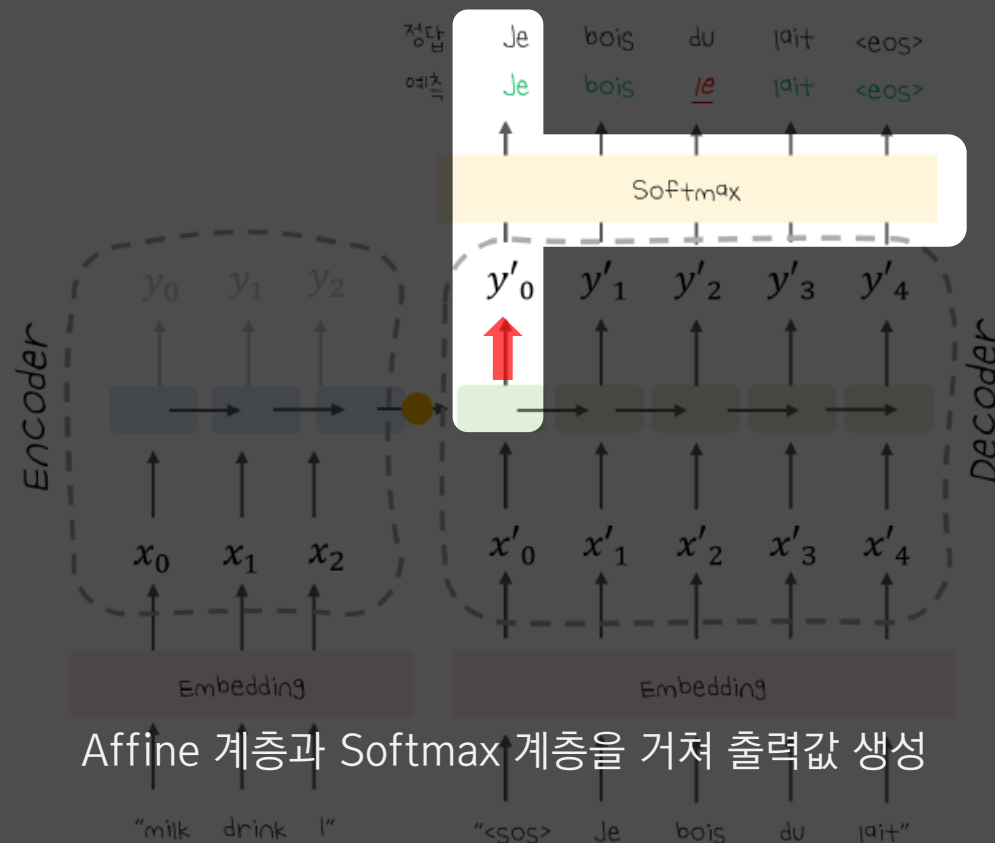 정답 Je bois du lait <eos>
예측 Je bois le lait <eos>
Softmax
y₀ y₁ y₂ y′₀ y′₁ y′₂ y′₃ y′₄
Encoder
Decoder
x₀ x₁ x₂ x′₀ x′₁ x′₂ x′₃ x′₄
Embedding Embedding
Affine 계층과 Softmax 계층을 거쳐 출력값 생성
"milk drink I" "<sos> Je bois du lait"